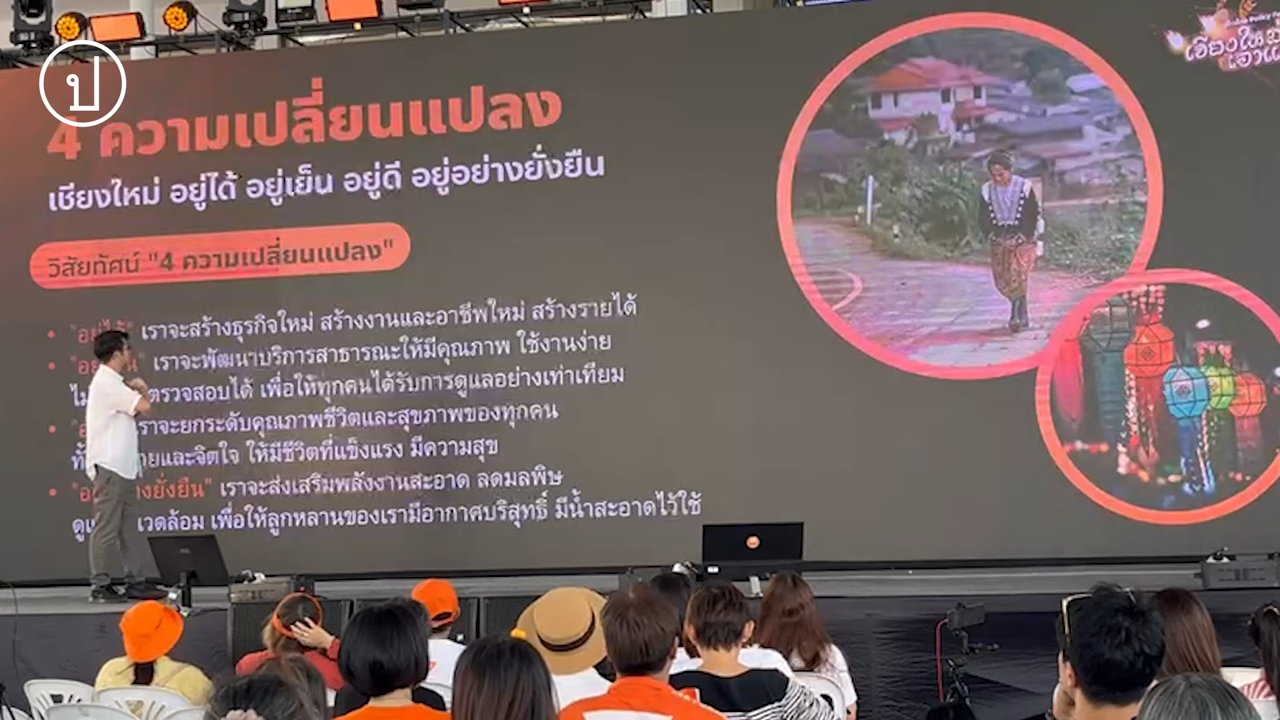 ป
4 ความเปลี่ยนแปลง
เชียงใหม่ อยู่ได้ อยู่เย็น อยู่ดี อยู่อย่างยั่งยืน
วิสัยทัศน์ "4 ความเปลี่ยนแปลง"
เราจะสร้างธุรกิจใหม่ สร้างงานและอาชีพใหม่ สร้างรายได้
เราจะพัฒนาบริการสาธารณะให้มีคุณภาพ ใช้งานง่าย
ตรวจสอบได้ เพื่อให้ทุกคนได้รับการดูแลอย่างเท่าเทียม
ราจะยกระดับคุณภาพชีวิตและสุขภาพของทุกคน
ยและจิตใจ ให้มีชีวิตที่แข็งแรง มีความสุข
งยั่งยืน" เราจะส่งเสริมพลังงานสะอาด ลดมลพิษ
เวดล้อม เพื่อให้ลูกหลานของเรามีอากาศบริสุทธิ์ มีน้ำสะอาดไว้ใช้